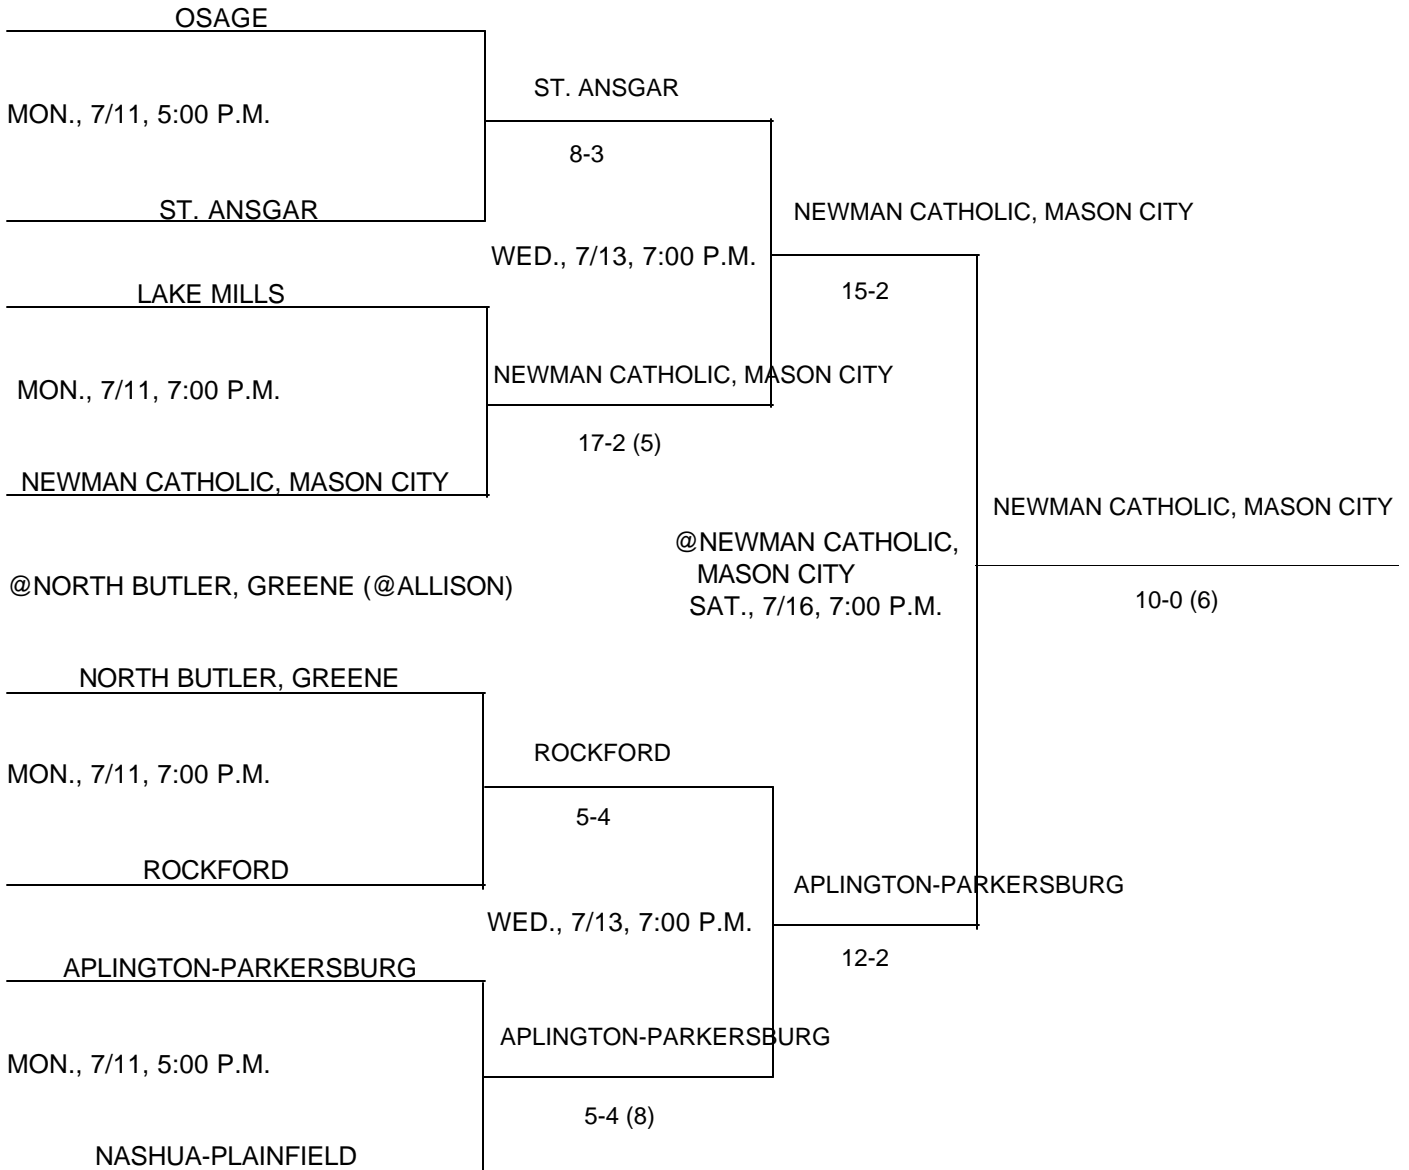 OSAGE
MON., 7/11, 5:00 P.M.
ST. ANSGAR
ST. ANSGAR
8-3
LAKE MILLS
MON., 7/11, 7:00 P.M.
NEWMAN CATHOLIC, MASON CITY
NEWMAN CATHOLIC, MASON CITY
17-2 (5)
WED., 7/13, 7:00 P.M.
NEWMAN CATHOLIC, MASON CITY
15-2
@NORTH BUTLER, GREENE (@ALLISON)
@NEWMAN CATHOLIC,
MASON CITY
SAT., 7/16, 7:00 P.M.
NEWMAN CATHOLIC, MASON CITY
10-0 (6)
NORTH BUTLER, GREENE
MON., 7/11, 7:00 P.M.
ROCKFORD
ROCKFORD
5-4
APLINGTON-PARKERSBURG
MON., 7/11, 5:00 P.M.
NASHUA-PLAINFIELD
APLINGTON-PARKERSBURG
5-4 (8)
WED., 7/13, 7:00 P.M.
APLINGTON-PARKERSBURG
12-2